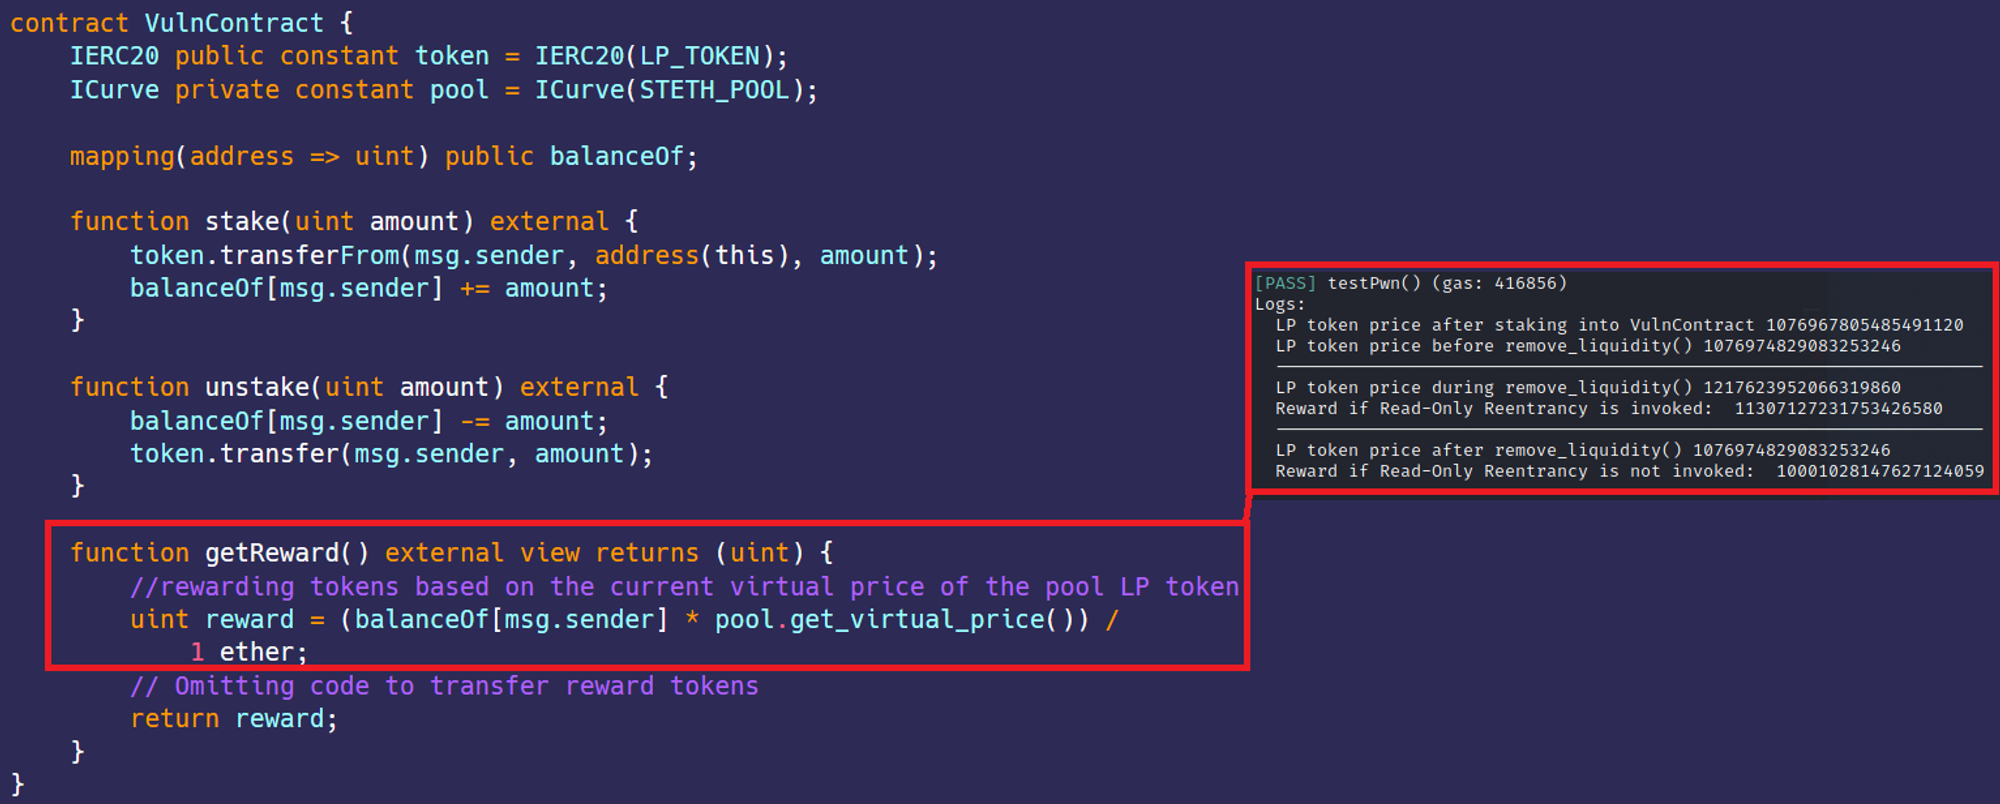 contract VulnContract {
    IERC20 public constant token = IERC20(LP_TOKEN);
    ICurve private constant pool = ICurve(STETH_POOL);
    mapping(address => uint) public balanceOf;
    function stake(uint amount) external {
        token.transferFrom(msg.sender, address(this), amount);
        balanceOf[msg.sender] += amount;
    }
    function unstake(uint amount) external {
        balanceOf[msg.sender] -= amount;
        token.transfer(msg.sender, amount);
    }
    function getReward() external view returns (uint) {
        //rewarding tokens based on the current virtual price of the pool LP token
        uint reward = (balanceOf[msg.sender] * pool.get_virtual_price()) /
            1 ether;
        // Omitting code to transfer reward tokens
        return reward;
    }
}
[PASS] testPwn() (gas: 416856)
Logs:
  LP token price after staking into VulnContract 1076967805485491120
  LP token price before remove_liquidity() 1076974829083253246
  LP token price during remove_liquidity() 1217623952066319860
  Reward if Read-Only Reentrancy is invoked:  11307127231753426580
  LP token price after remove_liquidity() 1076974829083253246
  Reward if Read-Only Reentrancy is not invoked:  10001028147627124059